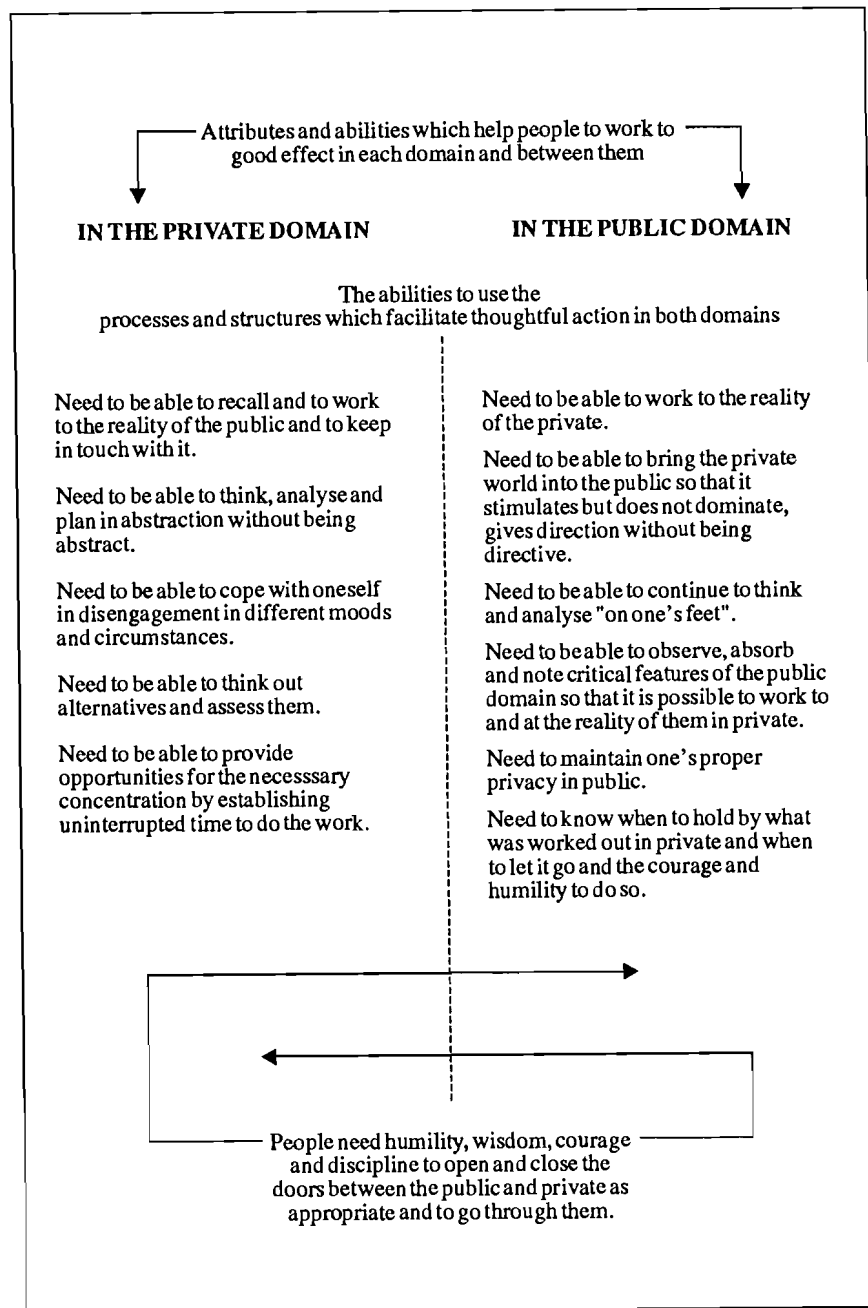 Attributes and abilities which help people to work to
good effect in each domain and between them
IN THE PRIVATE DOMAIN
IN THE PUBLIC DOMAIN
The abilities to use the
processes and structures which facilitate thoughtful action in both domains
Need to be able to recall and to work
to the reality of the public and to keep
in touch with it.
Need to be able to think, analyse and
plan in abstraction without being
abstract.
Need to be able to cope with oneself
in disengagement in different moods
and circumstances.
Need to be able to think out
alternatives and assess them.
Need to be able to provide
opportunities for the necesssary
concentration by establishing
uninterrupted time to do the work.
Need to be able to work to the reality
of the private.
Need to be able to bring the private
world into the public so that it
stimulates but does not dominate,
gives direction without being
directive.
Need to be able to continue to think
and analyse "on one's feet".
Need to be able to observe, absorb
and note critical features of the public
domain so that it is possible to work to
and at the reality of them in private.
Need to maintain one's proper
privacy in public.
Need to know when to hold by what
was worked out in private and when
to let it go and the courage and
humility to do so.
People need humility, wisdom, courage
and discipline to open and close the
doors between the public and private as
appropriate and to go through them.